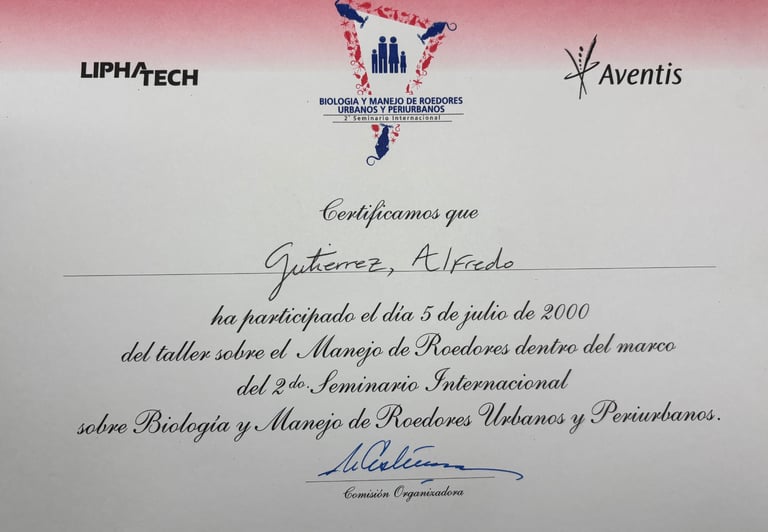 LIPHATECH
BIOLOGIA Y MANEJO DE ROEDORES
URBANOS Y PERIURBANOS
2° Seminario Internacional
Aventis
Certificamos que
Gutierrez, Alfredo
ha participado el dia 5 de julio de 2000
del taller sobre el Manejo de Roedores dentro del marco
del 2do. Seminario Internacional
sobre Biología y Manejo de Roedores Urbanos y Periurbanos.
Comisión Organizadora